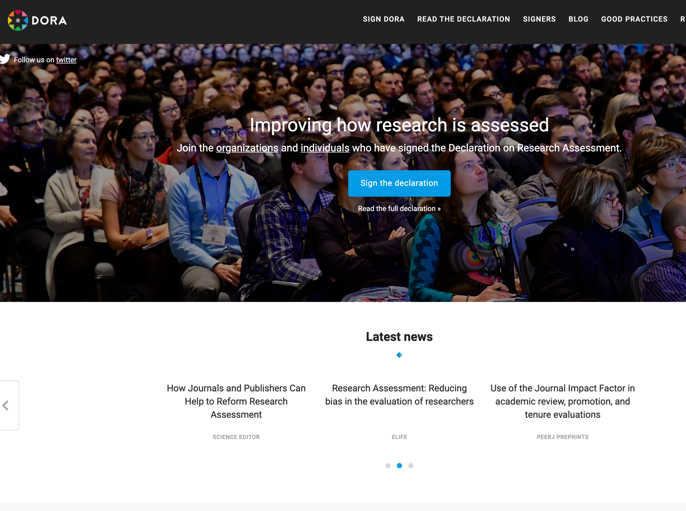 DORA
SIGN DORA READ THE DECLARATION SIGNERS BLOG GOOD PRACTICES R
Follow us on twitter
Improving how research is assessed
Join the organizations and individuals who have signed the Declaration on Research Assessment.
Sign the declaration
Read the full declaration »
Latest news
How Journals and Publishers Can
Help to Reform Research
Assessment
SCIENCE EDITOR
Research Assessment: Reducing
bias in the evaluation of researchers
ELIFE
Use of the Journal Impact Factor in
academic review, promotion, and
tenure evaluations
PEERJ PREPRINTS